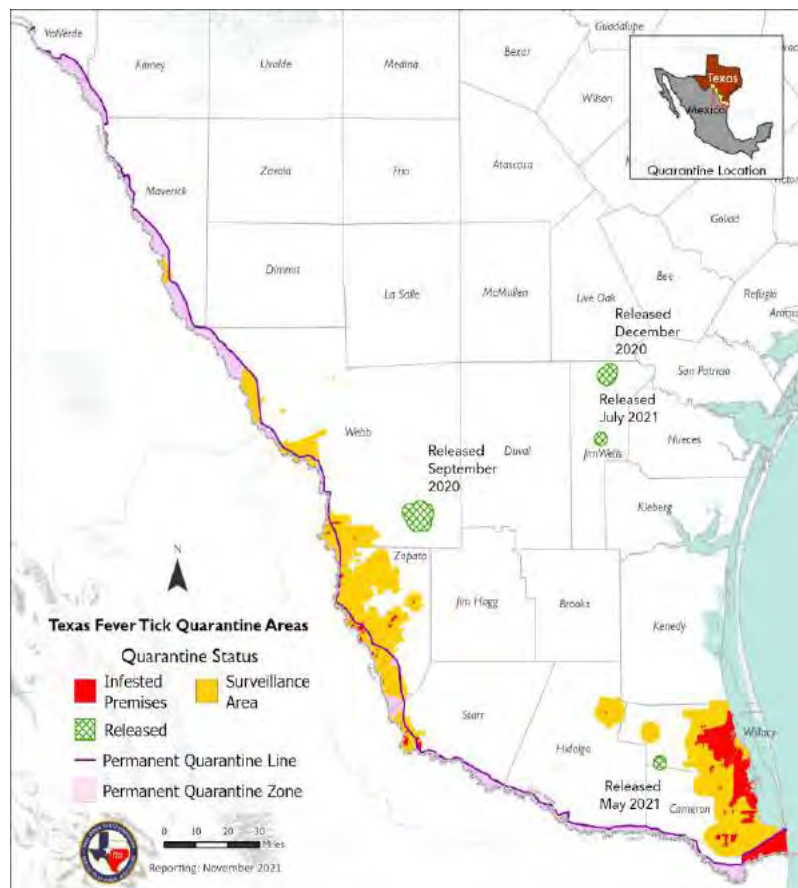 ValVerde
Kinney
Uvalde
Medina
Bexar
Guadalupe
Wilson
Texas
Mexico
Quarantine Location
Maverick
Zavala
Frio
Atascosa
Goliad
Dimmit
La Salle
McMullen
Live Oak
Bee
Refugio
Released
December
2020
San Patricio
Released
July 2021
Webb
Duval
JimWells
Nueces
Released
September
2020
Kleberg
N
Zapata
Jim Hogg
Brooks
Kenedy
Texas Fever Tick Quarantine Areas
Quarantine Status
Infested
Premises
Surveillance
Area
Released
Permanent Quarantine Line
Permanent Quarantine Zone
Starr
Hidalgo
Willacy
Released
May 2021
Cameron
0 10 20 30
Miles
Reporting: November 2021